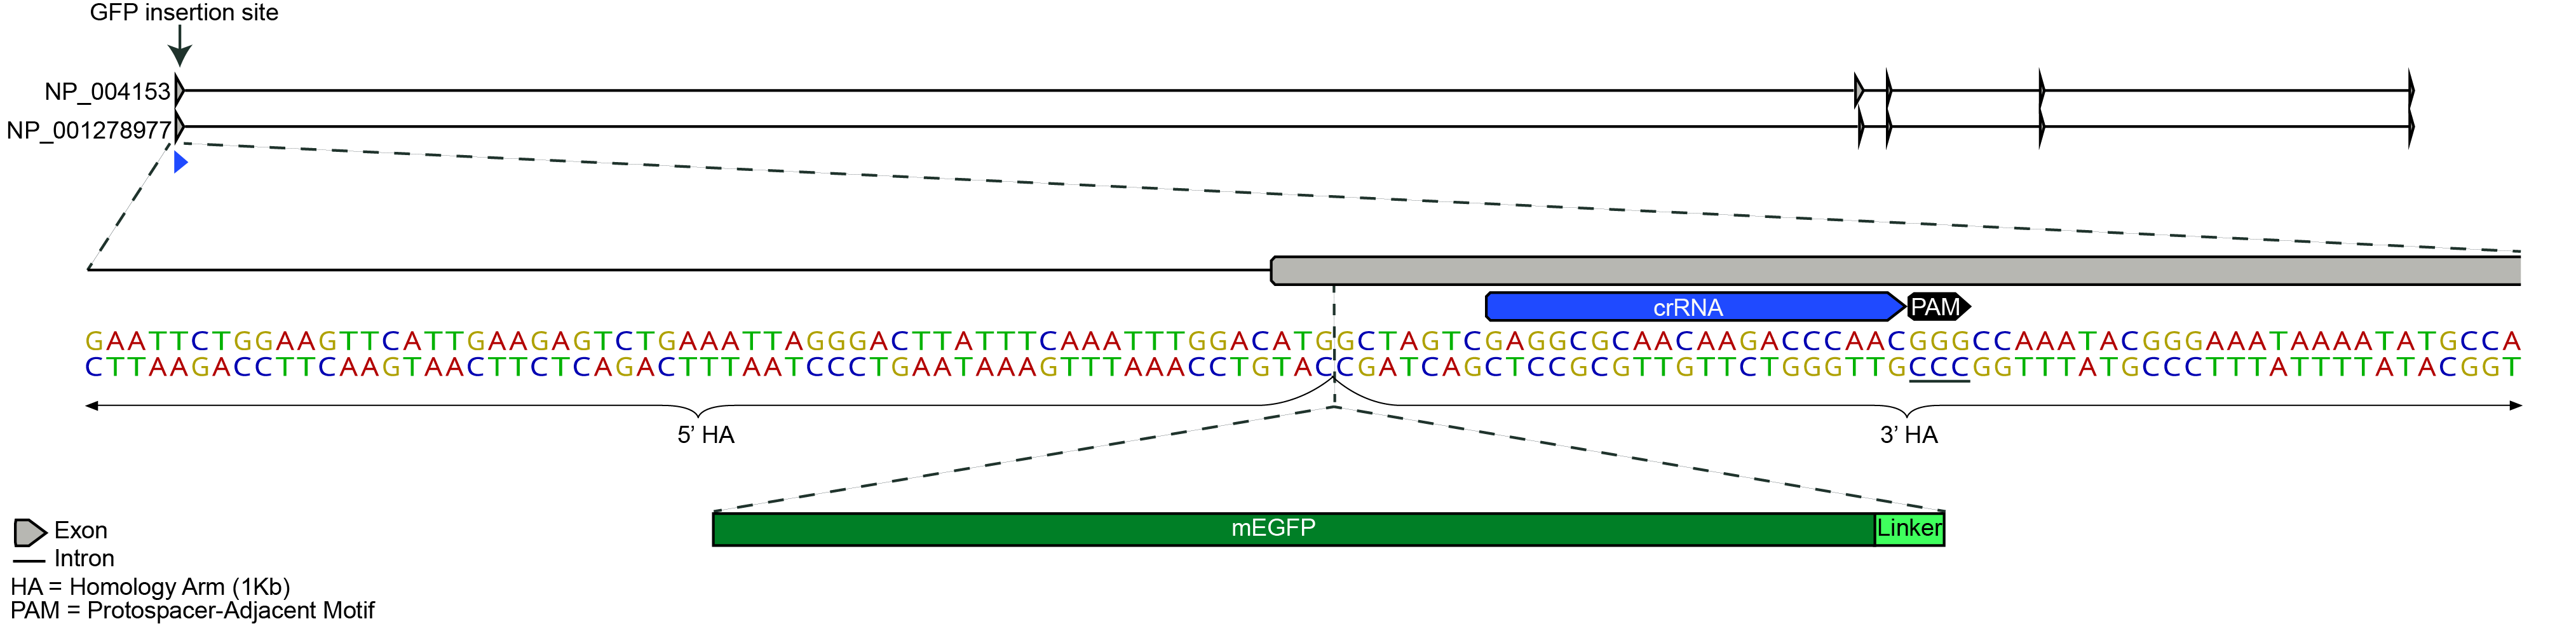 GFP insertion site
NP_004153
NP_001278977
crRNA
PAM
GAATTCTGGAAGTTCATTGAAGAGTCTGAAATTAGGGACTTATTTCAAATTTGGACATGGCTAGTCGAGGCGCAACAAGACCCAACGGGCCAAATACGGGAAATAAAATATGCCA
CTTAAGACCTTCAAGTAACTTCTCAGACTTTAATCCCTGAATAAAGTTTAAACCTGTACCGATCAGCTCCGCGTTGTTCTGGGTTGCCCGGTTTATGCCCTTTATTTTATACGGT
5’ HA
3’ HA
mEGFP
Linker
Exon
Intron
HA = Homology Arm (1Kb)
PAM = Protospacer-Adjacent Motif